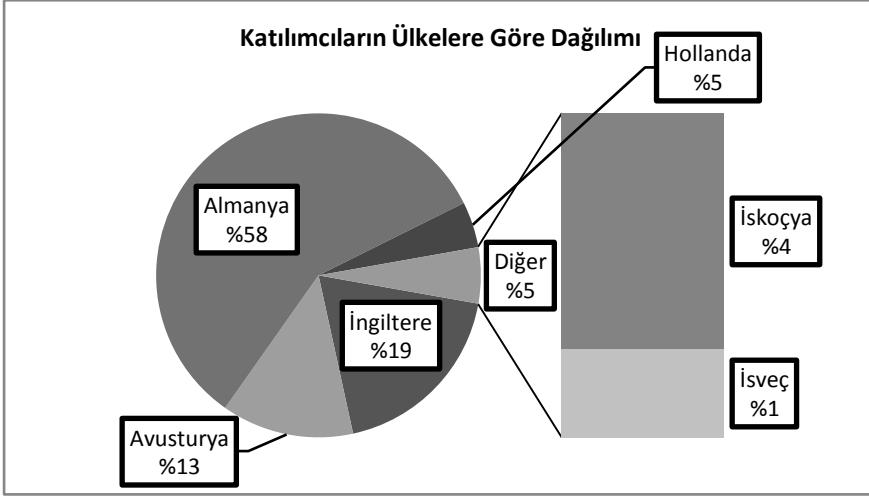 Katılımcıların Ülkelere Göre Dağılımı
Hollanda
%5
Almanya
%58
İskoçya
%4
Diğer
%5
İngiltere
%19
İsveç
%1
Avusturya
%13